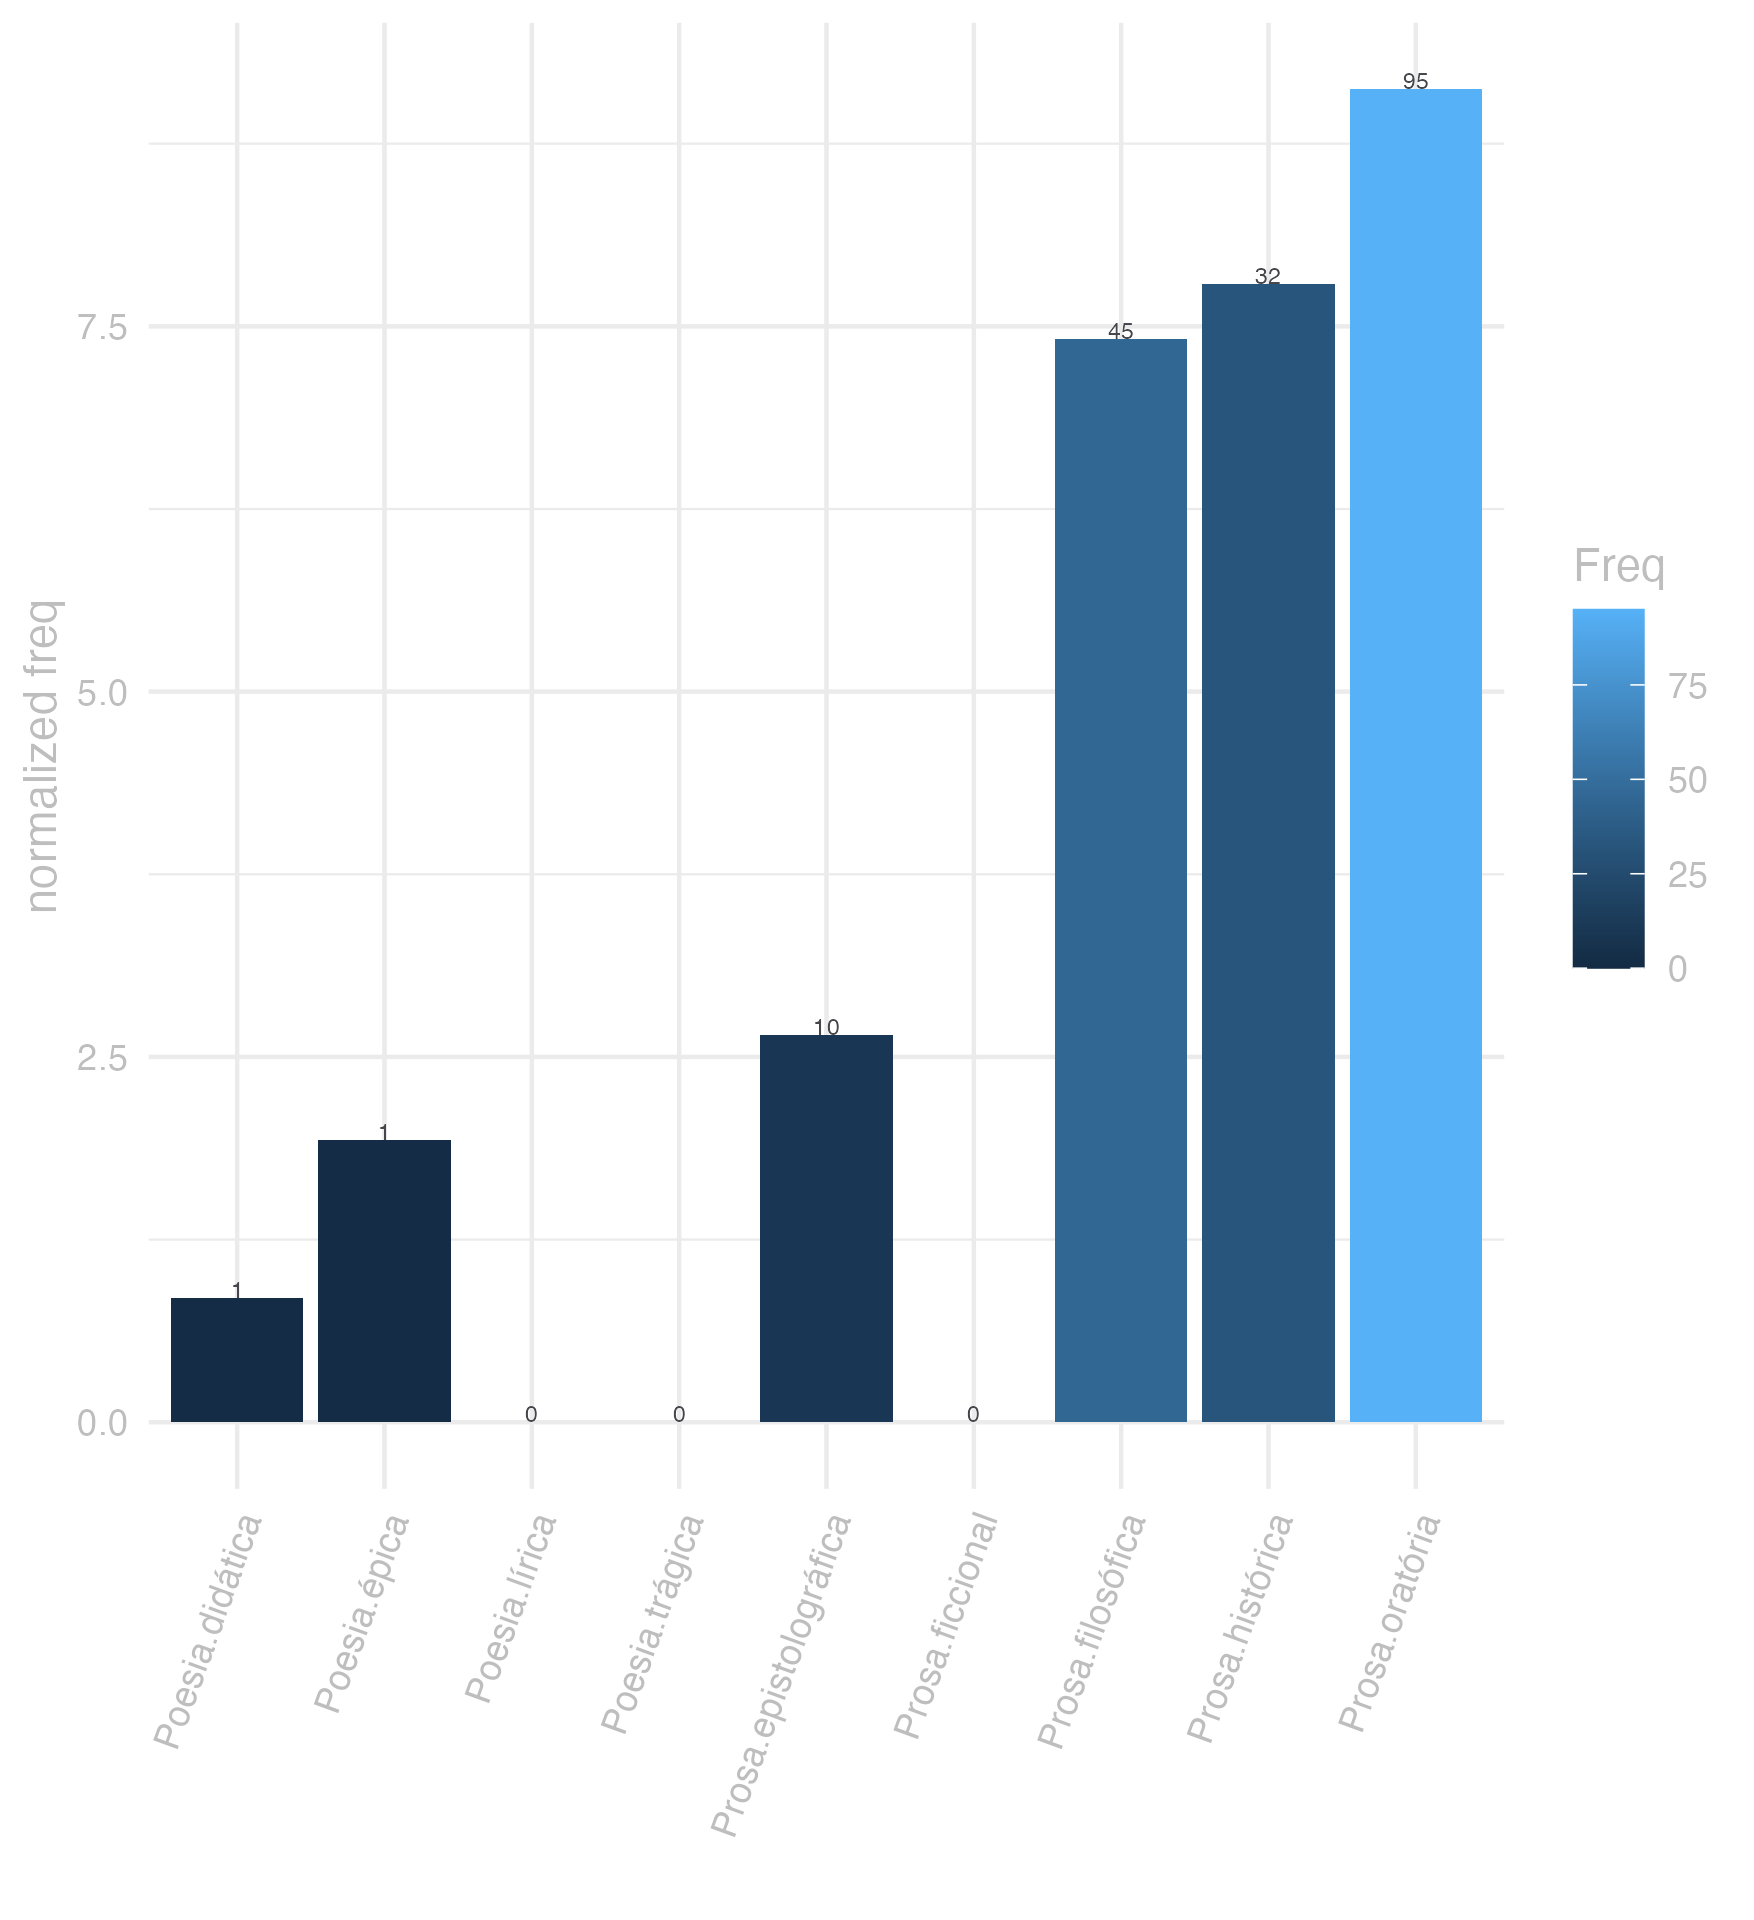 95
32
45
10
1
1
0
0
0
normalized freq
7.5
5.0
2.5
0.0
Poesia.didática
Poesia.épica
Poesia.lírica
Poesia.trágica
Prosa.epistolográfica
Prosa.ficcional
Prosa.filosófica
Prosa.histórica
Prosa.oratória
Freq
75
50
25
0